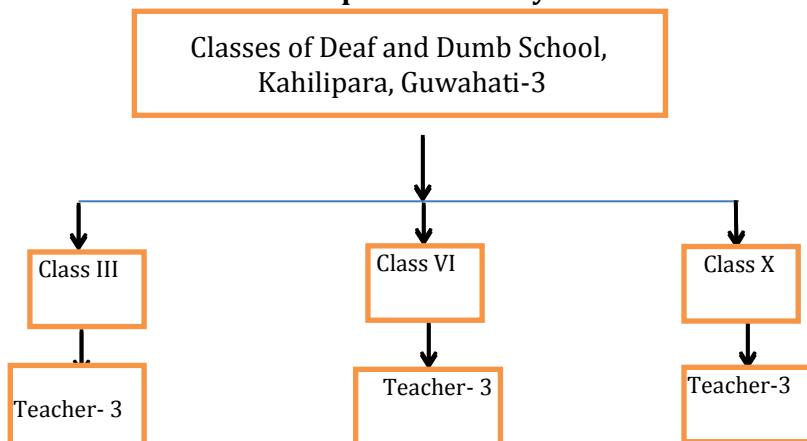 Classes of Deaf and Dumb School,
Kahilipara, Guwahati-3
Class III
Class VI
Class X
Teacher- 3
Teacher- 3
Teacher-3